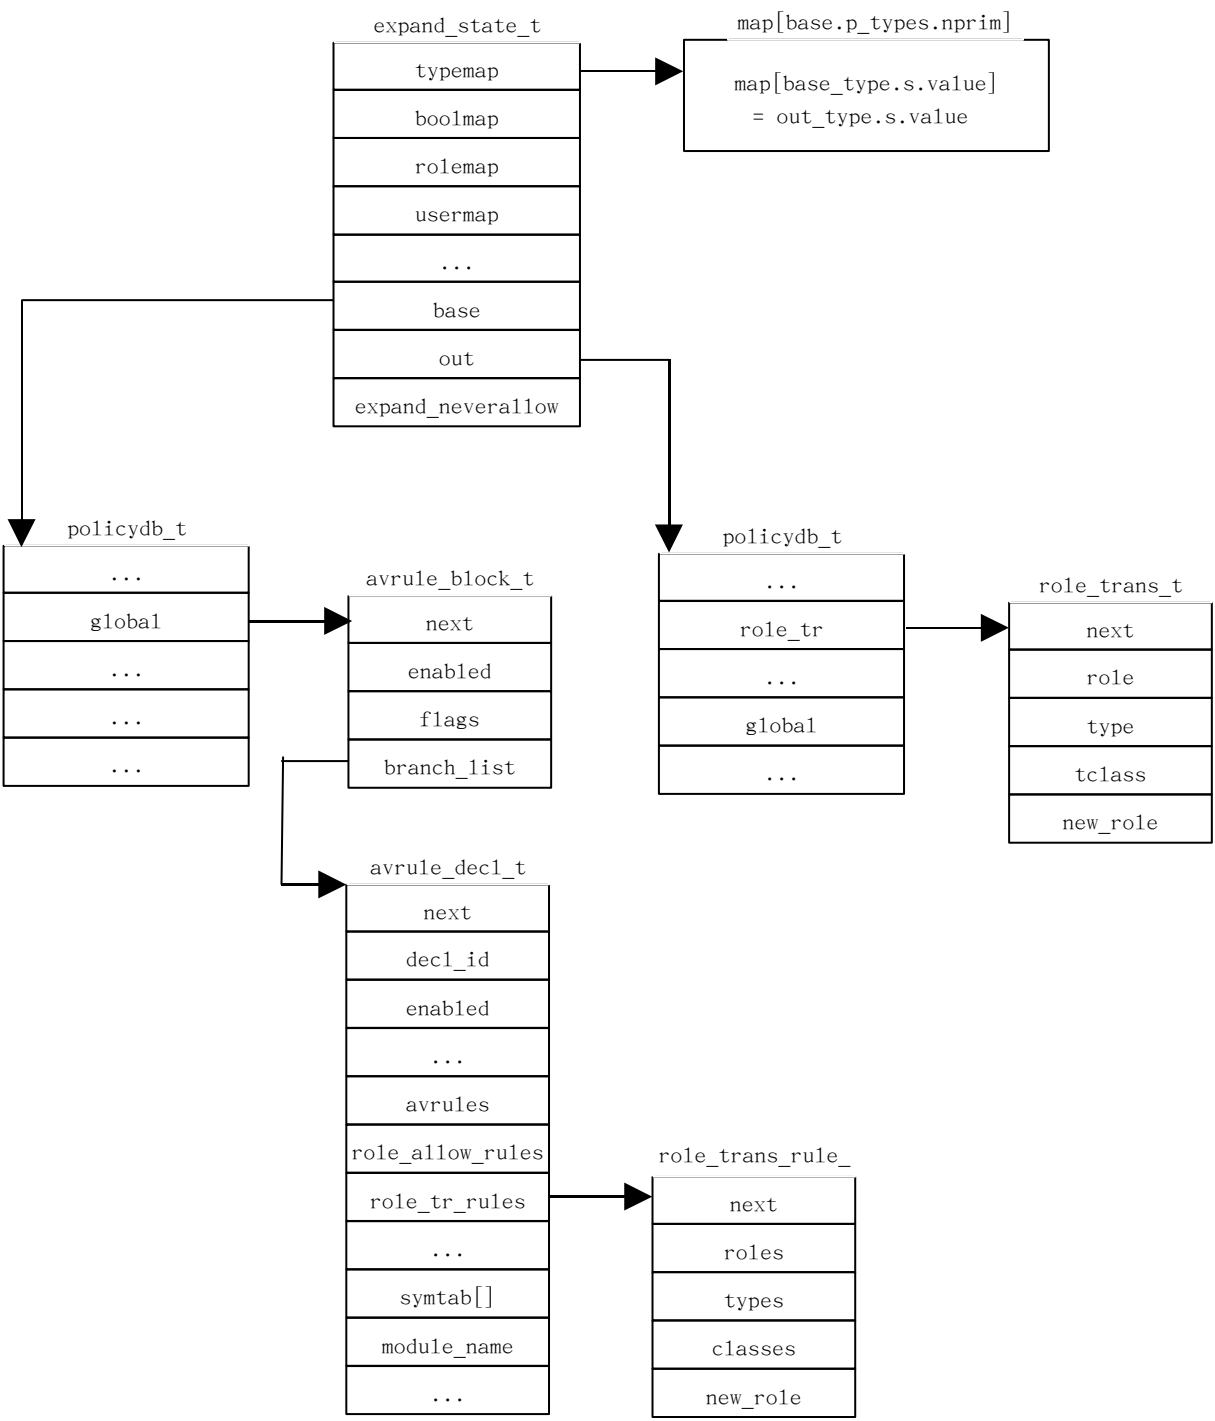 expand_state_t
typemap
boolmap
rolemap
usermap
...
base
out
expand_neverallow
map[base.p_types.nprim]
map[base_type.s.value]
= out_type.s.value
policydb_t
...
global
...
...
...
avrule_block_t
next
enabled
flags
branch_list
policydb_t
...
role_tr
...
global
...
role_trans_t
next
role
type
tclass
new_role
avrule_decl_t
next
decl_id
enabled
...
avrules
role_allow_rules
role_tr_rules
...
symtab[]
module_name
...
role_trans_rule_
next
roles
types
classes
new_role